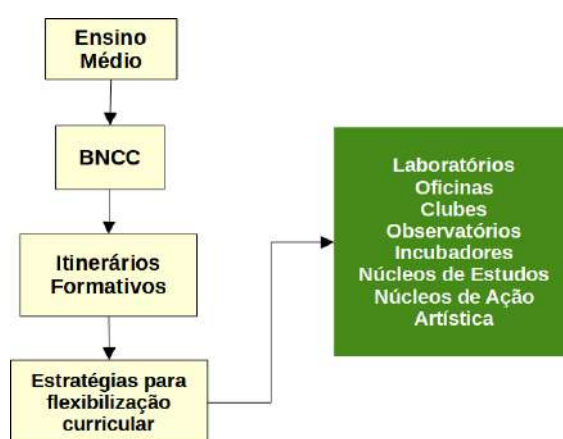 Ensino
Médio
BNCC
Itinerários
Formativos
Estratégias para
flexibilização
curricular
Laboratórios
Oficinas
Clubes
Observatórios
Incubadores
Núcleos de Estudos
Núcleos de Ação
Artística